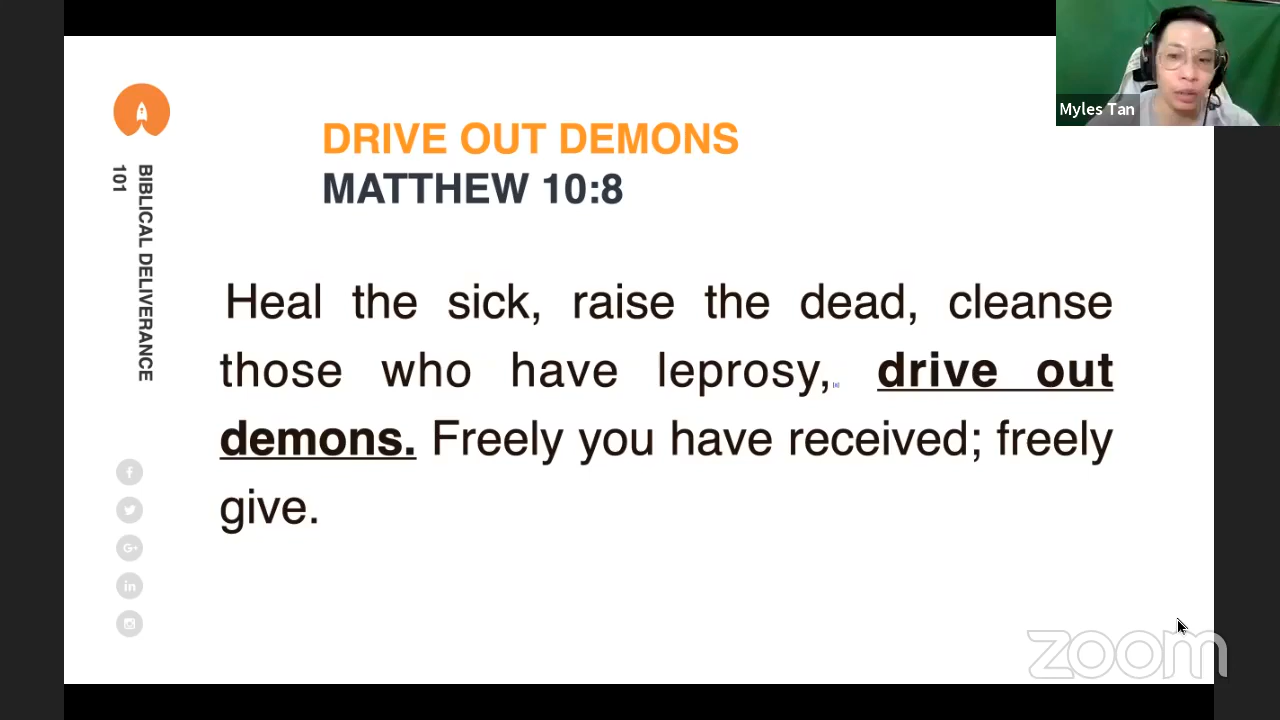 Myles Tan
BIBLICAL DELIVERANCE
101
DRIVE OUT DEMONS
MATTHEW 10:8
Heal the sick, raise the dead, cleanse
those who have leprosy, drive out
demons. Freely you have received; freely
give.
f
G+
in
zoom